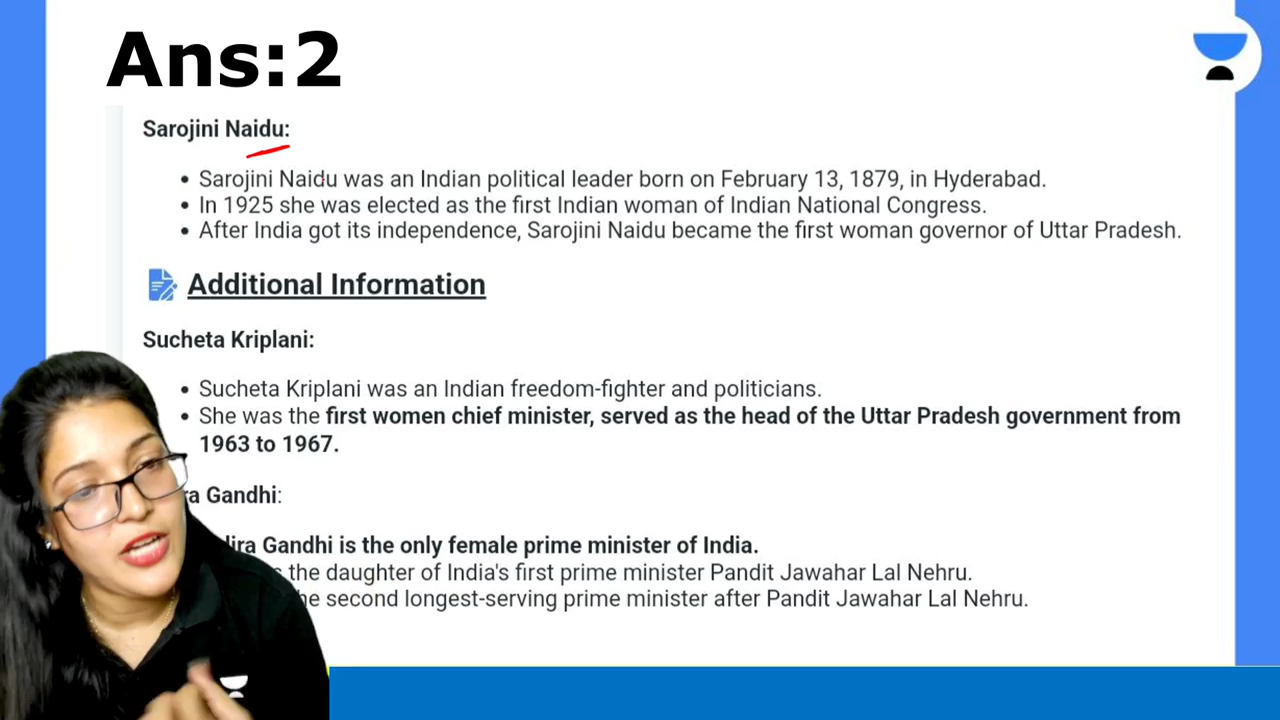 Ans:2
Sarojini Naidu:
• Sarojini Naidu was an Indian political leader born on February 13, 1879, in Hyderabad.
• In 1925 she was elected as the first Indian woman of Indian National Congress.
• After India got its independence, Sarojini Naidu became the first woman governor of Uttar Pradesh.
Additional Information
Sucheta Kriplani:
• Sucheta Kriplani was an Indian freedom-fighter and politicians.
• She was the first women chief minister, served as the head of the Uttar Pradesh government from
1963 to 1967.
Gandhi:
Gandhi is the only female prime minister of India.
the daughter of India's first prime minister Pandit Jawahar Lal Nehru.
second longest-serving prime minister after Pandit Jawahar Lal Nehru.